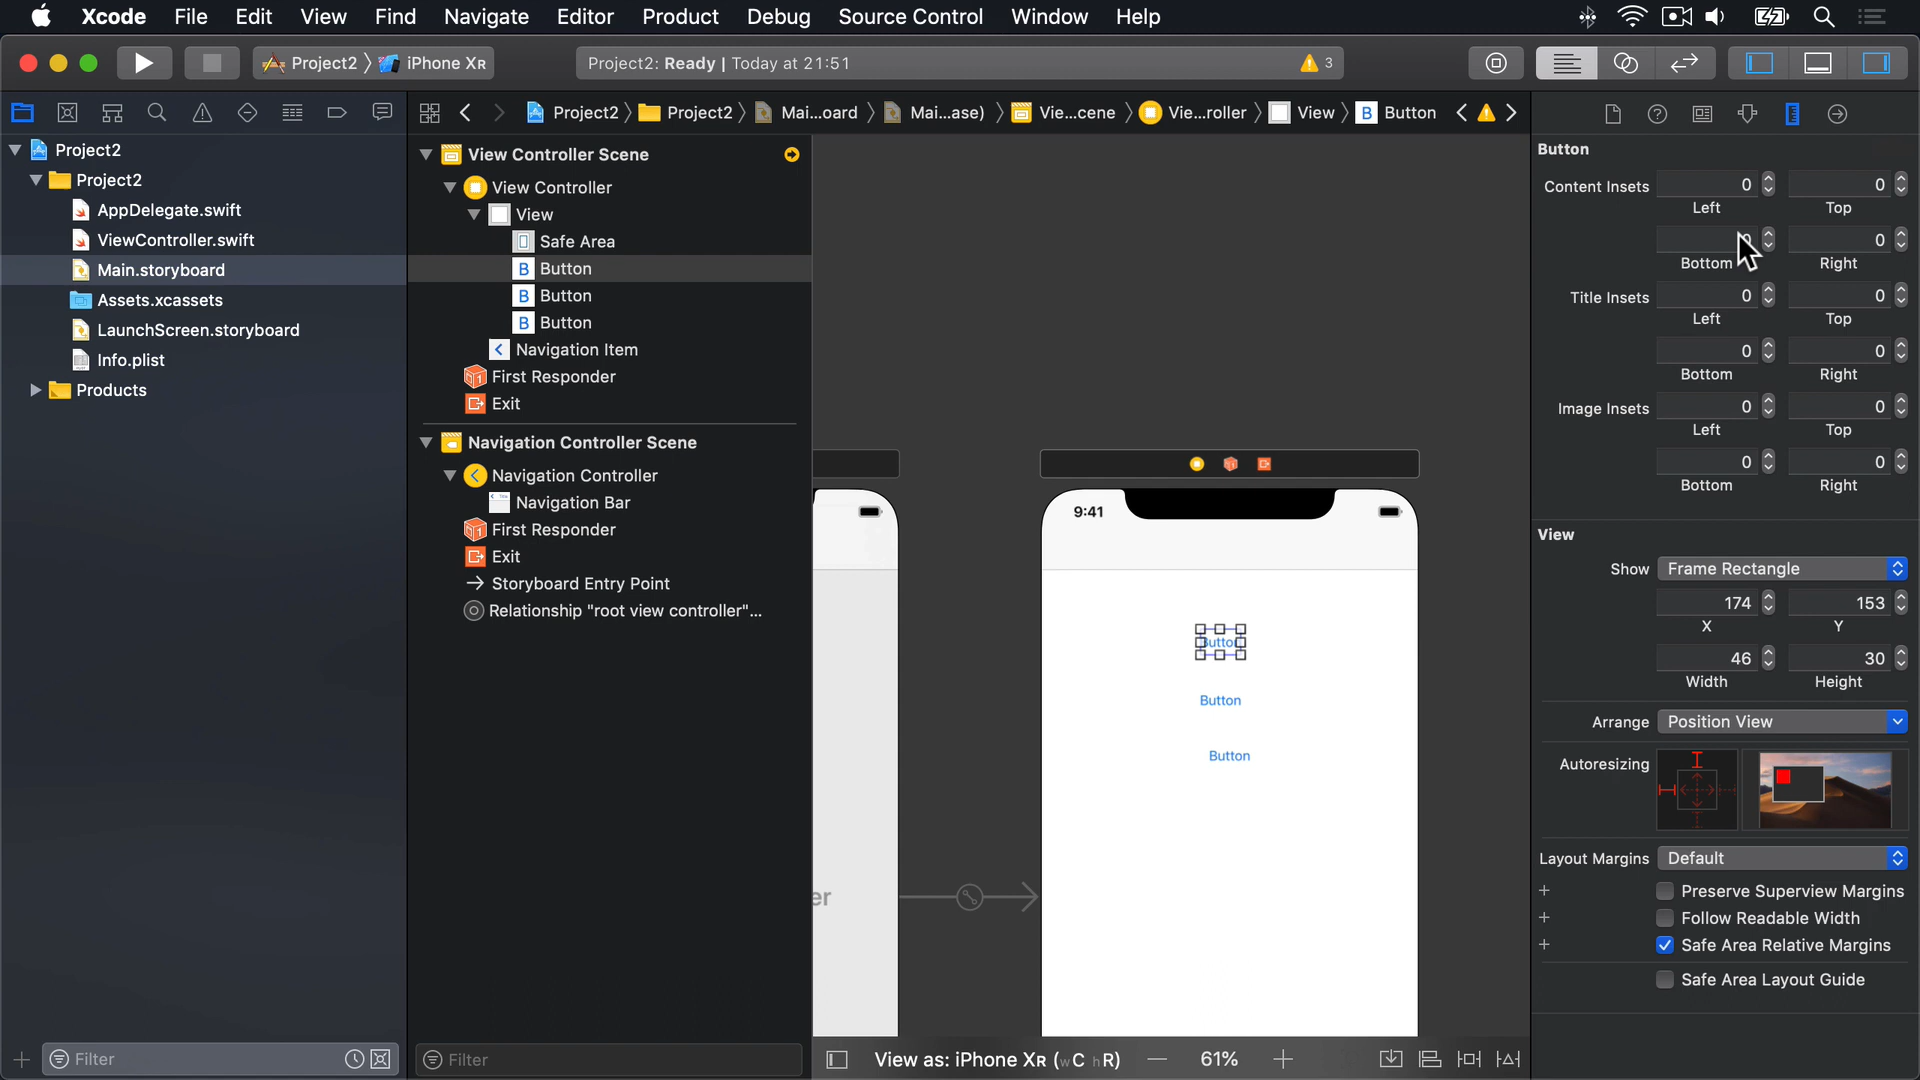 Xcode File Edit View Find Navigate Editor Product Debug Source Control Window Help
Project2 〉 iPhone XR
Project2: Ready | Today at 21:51
3
Project2 〉 Project2 〉 Mai...oard 〉 Mai...ase) 〉 Vie...cene 〉 Vie...roller 〉 View 〉 B Button
Project2
Project2
AppDelegate.swift
ViewController.swift
Main.storyboard
Assets.xcassets
LaunchScreen.storyboard
Info.plist
Products
Filter
View Controller Scene
View Controller
View
Safe Area
B Button
B Button
B Button
Navigation Item
First Responder
Exit
Navigation Controller Scene
Navigation Controller
Navigation Bar
First Responder
Exit
Storyboard Entry Point
Relationship "root view controller"...
Filter
9:41
Button
Button
er
View as: iPhone XR (wC hR)
61%
Button
Content Insets 0 0
Left Top
0
Bottom Right
Title Insets 0 0
Left Top
0 0
Bottom Right
Image Insets 0 0
Left Top
0 0
Bottom Right
View
Show Frame Rectangle
174 153
X Y
46 30
Width Height
Arrange Position View
Autoresizing
Layout Margins Default
Preserve Superview Margins
Follow Readable Width
Safe Area Relative Margins
Safe Area Layout Guide